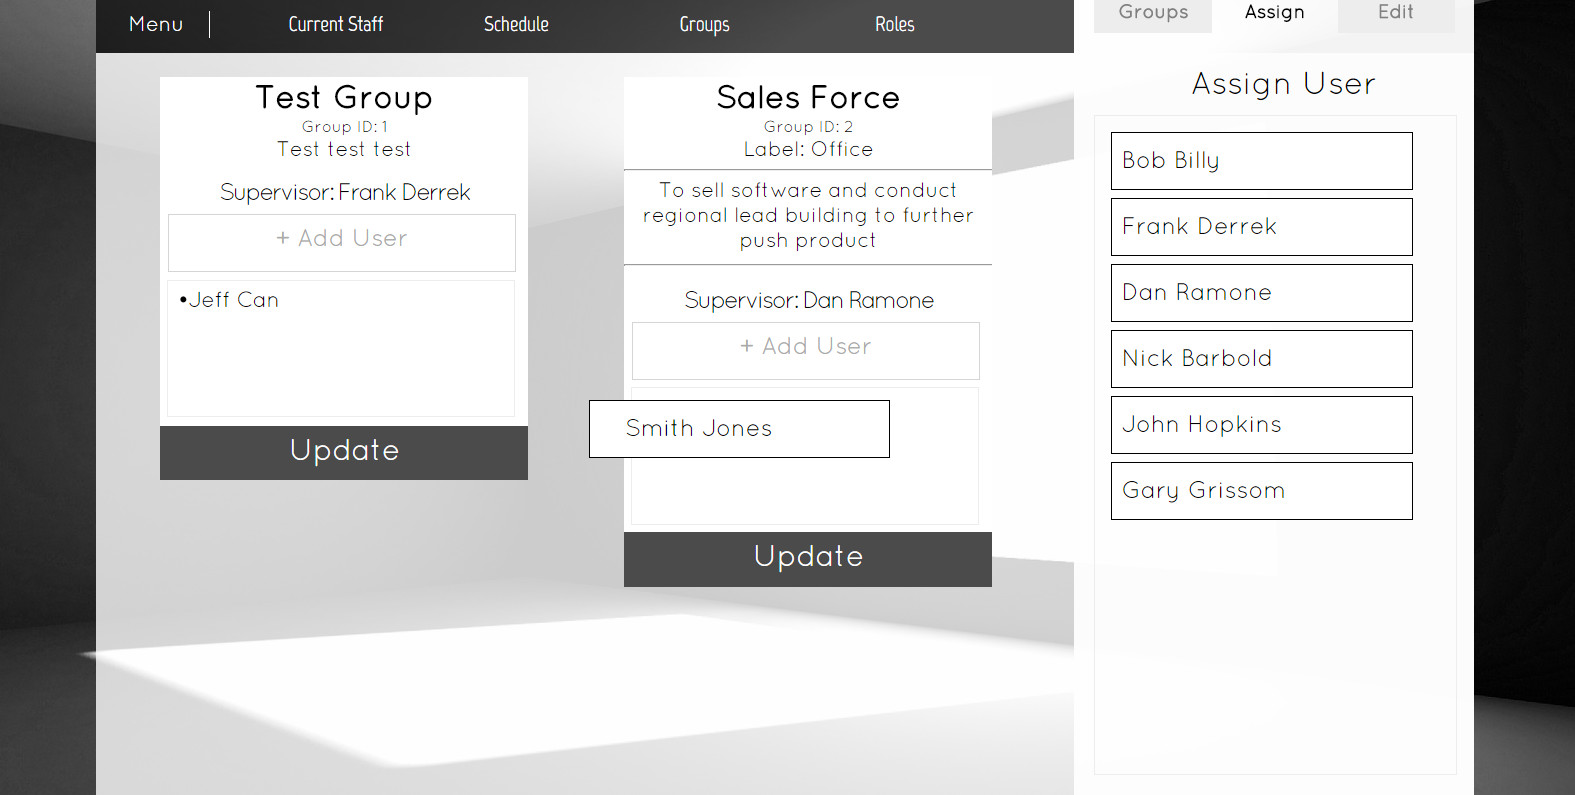 Menu
Current Staff
Schedule
Groups
Roles
Groups
Assign
Edit
Test Group
Group ID: 1
Test test test
Supervisor: Frank Derrek
+ Add User
•Jeff Can
Update
Sales Force
Group ID: 2
Label: Office
To sell software and conduct
regional lead building to further
push product
Supervisor: Dan Ramone
+ Add User
Smith Jones
Update
Assign User
Bob Billy
Frank Derrek
Dan Ramone
Nick Barbold
John Hopkins
Gary Grissom